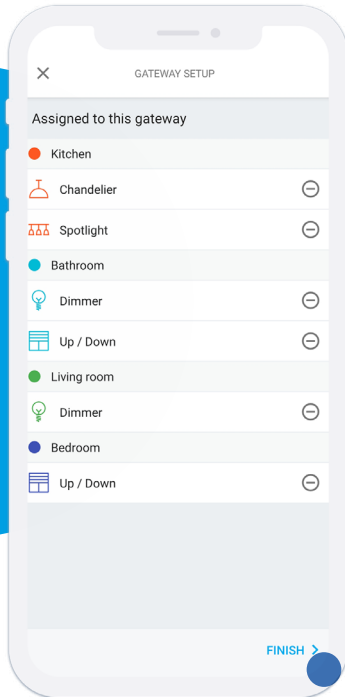 GATEWAY SETUP
Assigned to this gateway
Kitchen
Chandelier
Spotlight
Bathroom
Dimmer
Up / Down
Living room
Dimmer
Bedroom
Up / Down
FINISH